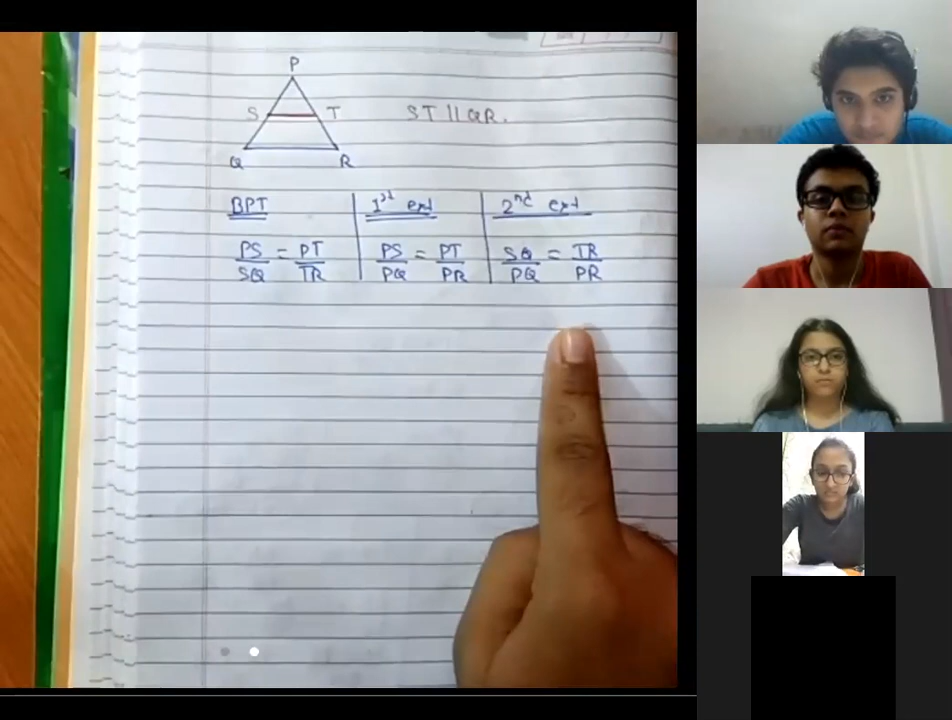 P
S T ST || QR.
Q R
BPT 1st ext 2nd ext
PS/SQ = PT/TR PS/PQ = PT/PR SQ/PQ = TR/PR